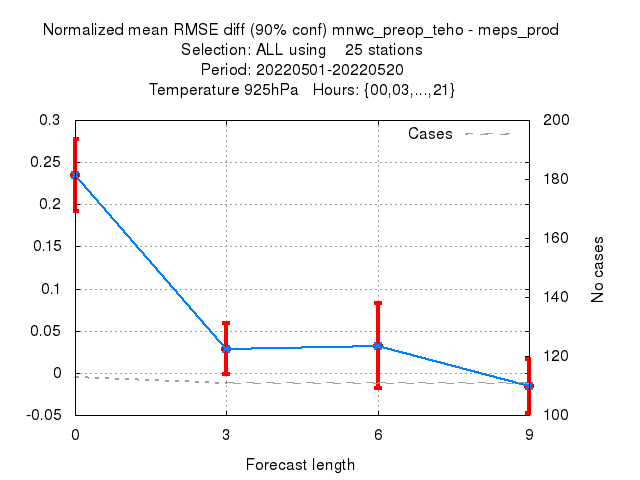 Normalized mean RMSE diff (90% conf) mnwc_preop_teho - meps_prod
Selection: ALL using    25 stations
Period: 20220501-20220520
Temperature 925hPa   Hours: {00,03,...,21}
Cases
0.3
0.25
0.2
0.15
0.1
0.05
0
-0.05
200
180
160
140
120
100
No cases
0 3 6 9
Forecast length